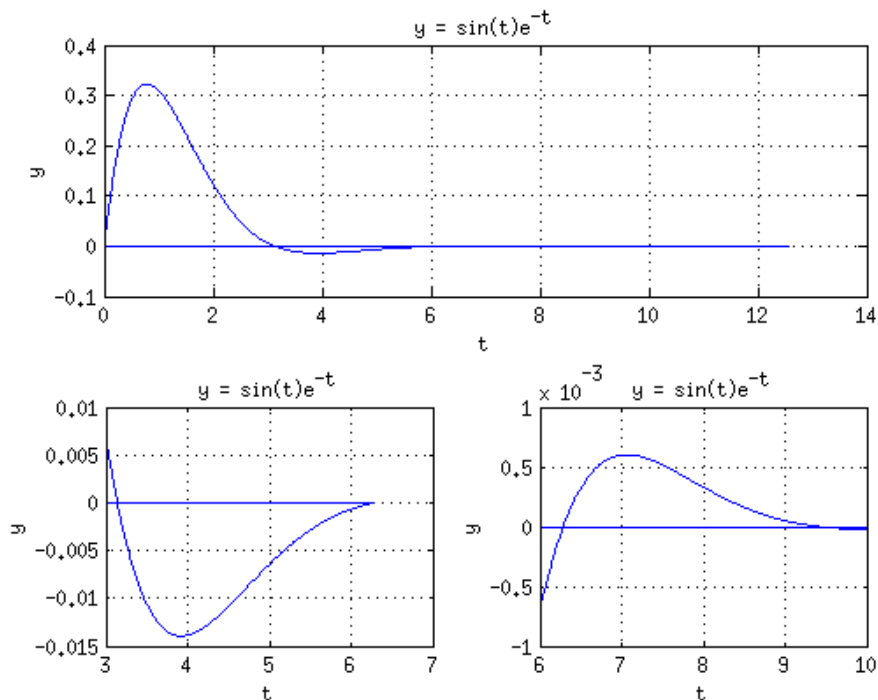 y = sin(t)e^-t
0.4
0.3
0.2
0.1
0
-0.1
y
0 2 4 6 8 10 12 14
t
y = sin(t)e^-t
0.01
0.005
0
-0.005
-0.01
-0.015
y
3 4 5 6 7
t
× 10^-3 y = sin(t)e^-t
1
0.5
0
-0.5
-1
y
6 7 8 9 10
t